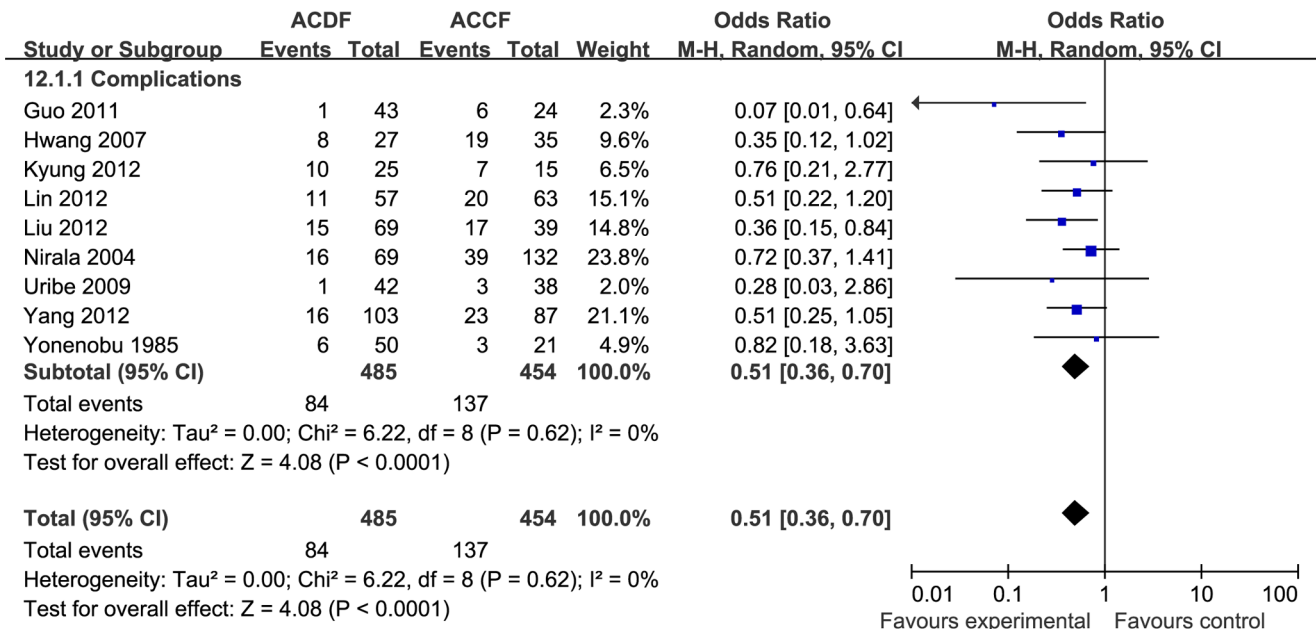 ACDF ACCF Odds Ratio Odds Ratio
Study or Subgroup Events Total Events Total Weight M-H, Random, 95% CI M-H, Random, 95% CI
12.1.1 Complications
Guo 2011 1 43 6 24 2.3% 0.07 [0.01, 0.64]
Hwang 2007 8 27 19 35 9.6% 0.35 [0.12, 1.02]
Kyung 2012 10 25 7 15 6.5% 0.76 [0.21, 2.77]
Lin 2012 11 57 20 63 15.1% 0.51 [0.22, 1.20]
Liu 2012 15 69 17 39 14.8% 0.36 [0.15, 0.84]
Nirala 2004 16 69 39 132 23.8% 0.72 [0.37, 1.41]
Uribe 2009 1 42 3 38 2.0% 0.28 [0.03, 2.86]
Yang 2012 16 103 23 87 21.1% 0.51 [0.25, 1.05]
Yonenobu 1985 6 50 3 21 4.9% 0.82 [0.18, 3.63]
Subtotal (95% CI) 485 454 100.0% 0.51 [0.36, 0.70]
Total events 84 137
Heterogeneity: Tau² = 0.00; Chi² = 6.22, df = 8 (P = 0.62); I² = 0%
Test for overall effect: Z = 4.08 (P < 0.0001)
Total (95% CI) 485 454 100.0% 0.51 [0.36, 0.70]
Total events 84 137
Heterogeneity: Tau² = 0.00; Chi² = 6.22, df = 8 (P = 0.62); I² = 0%
Test for overall effect: Z = 4.08 (P < 0.0001)
0.01 0.1 1 10 100
Favours experimental Favours control